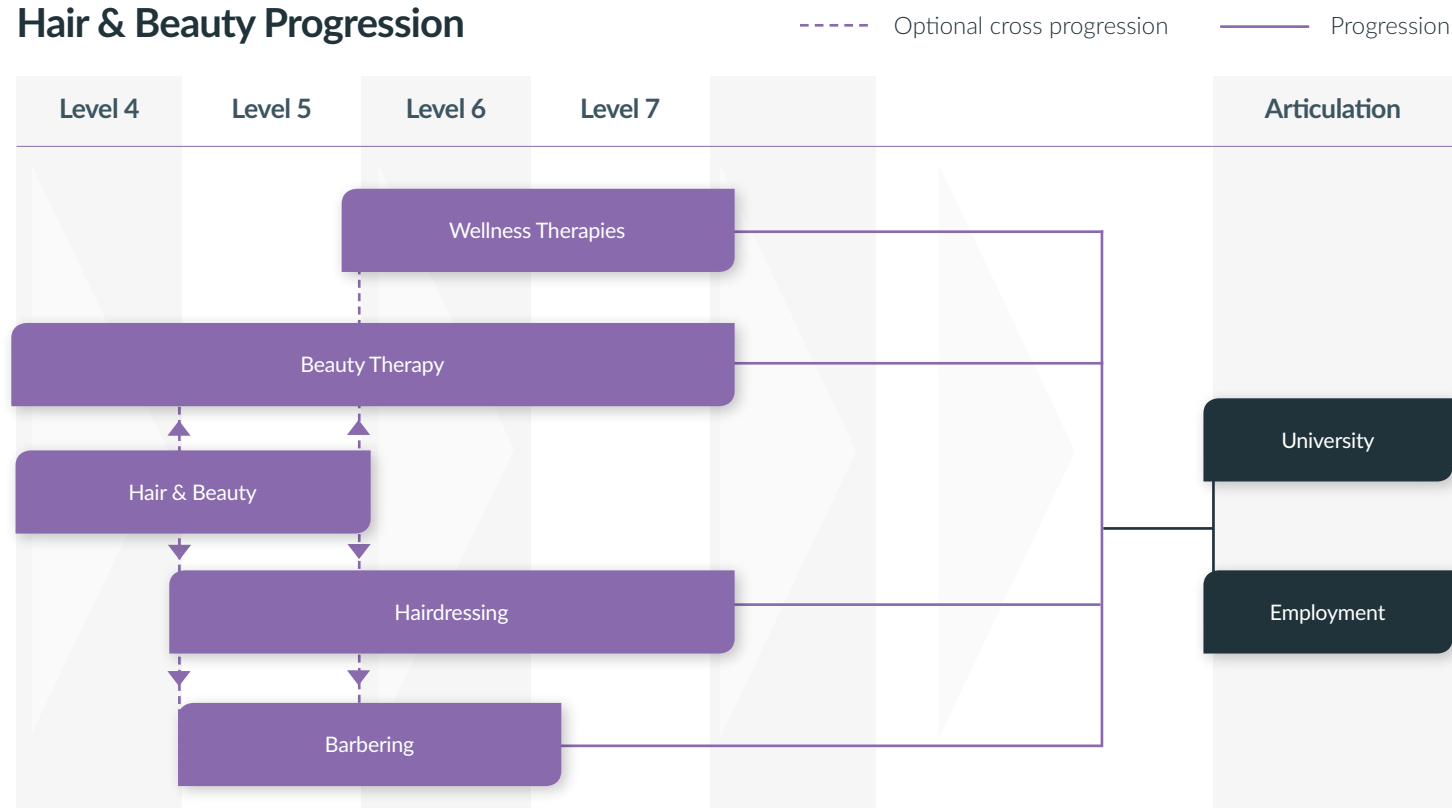 Hair & Beauty Progression
Optional cross progression
Progression
Level 4
Level 5
Level 6
Level 7
Articulation
Wellness Therapies
Beauty Therapy
University
Hair & Beauty
Hairdressing
Employment
Barbering